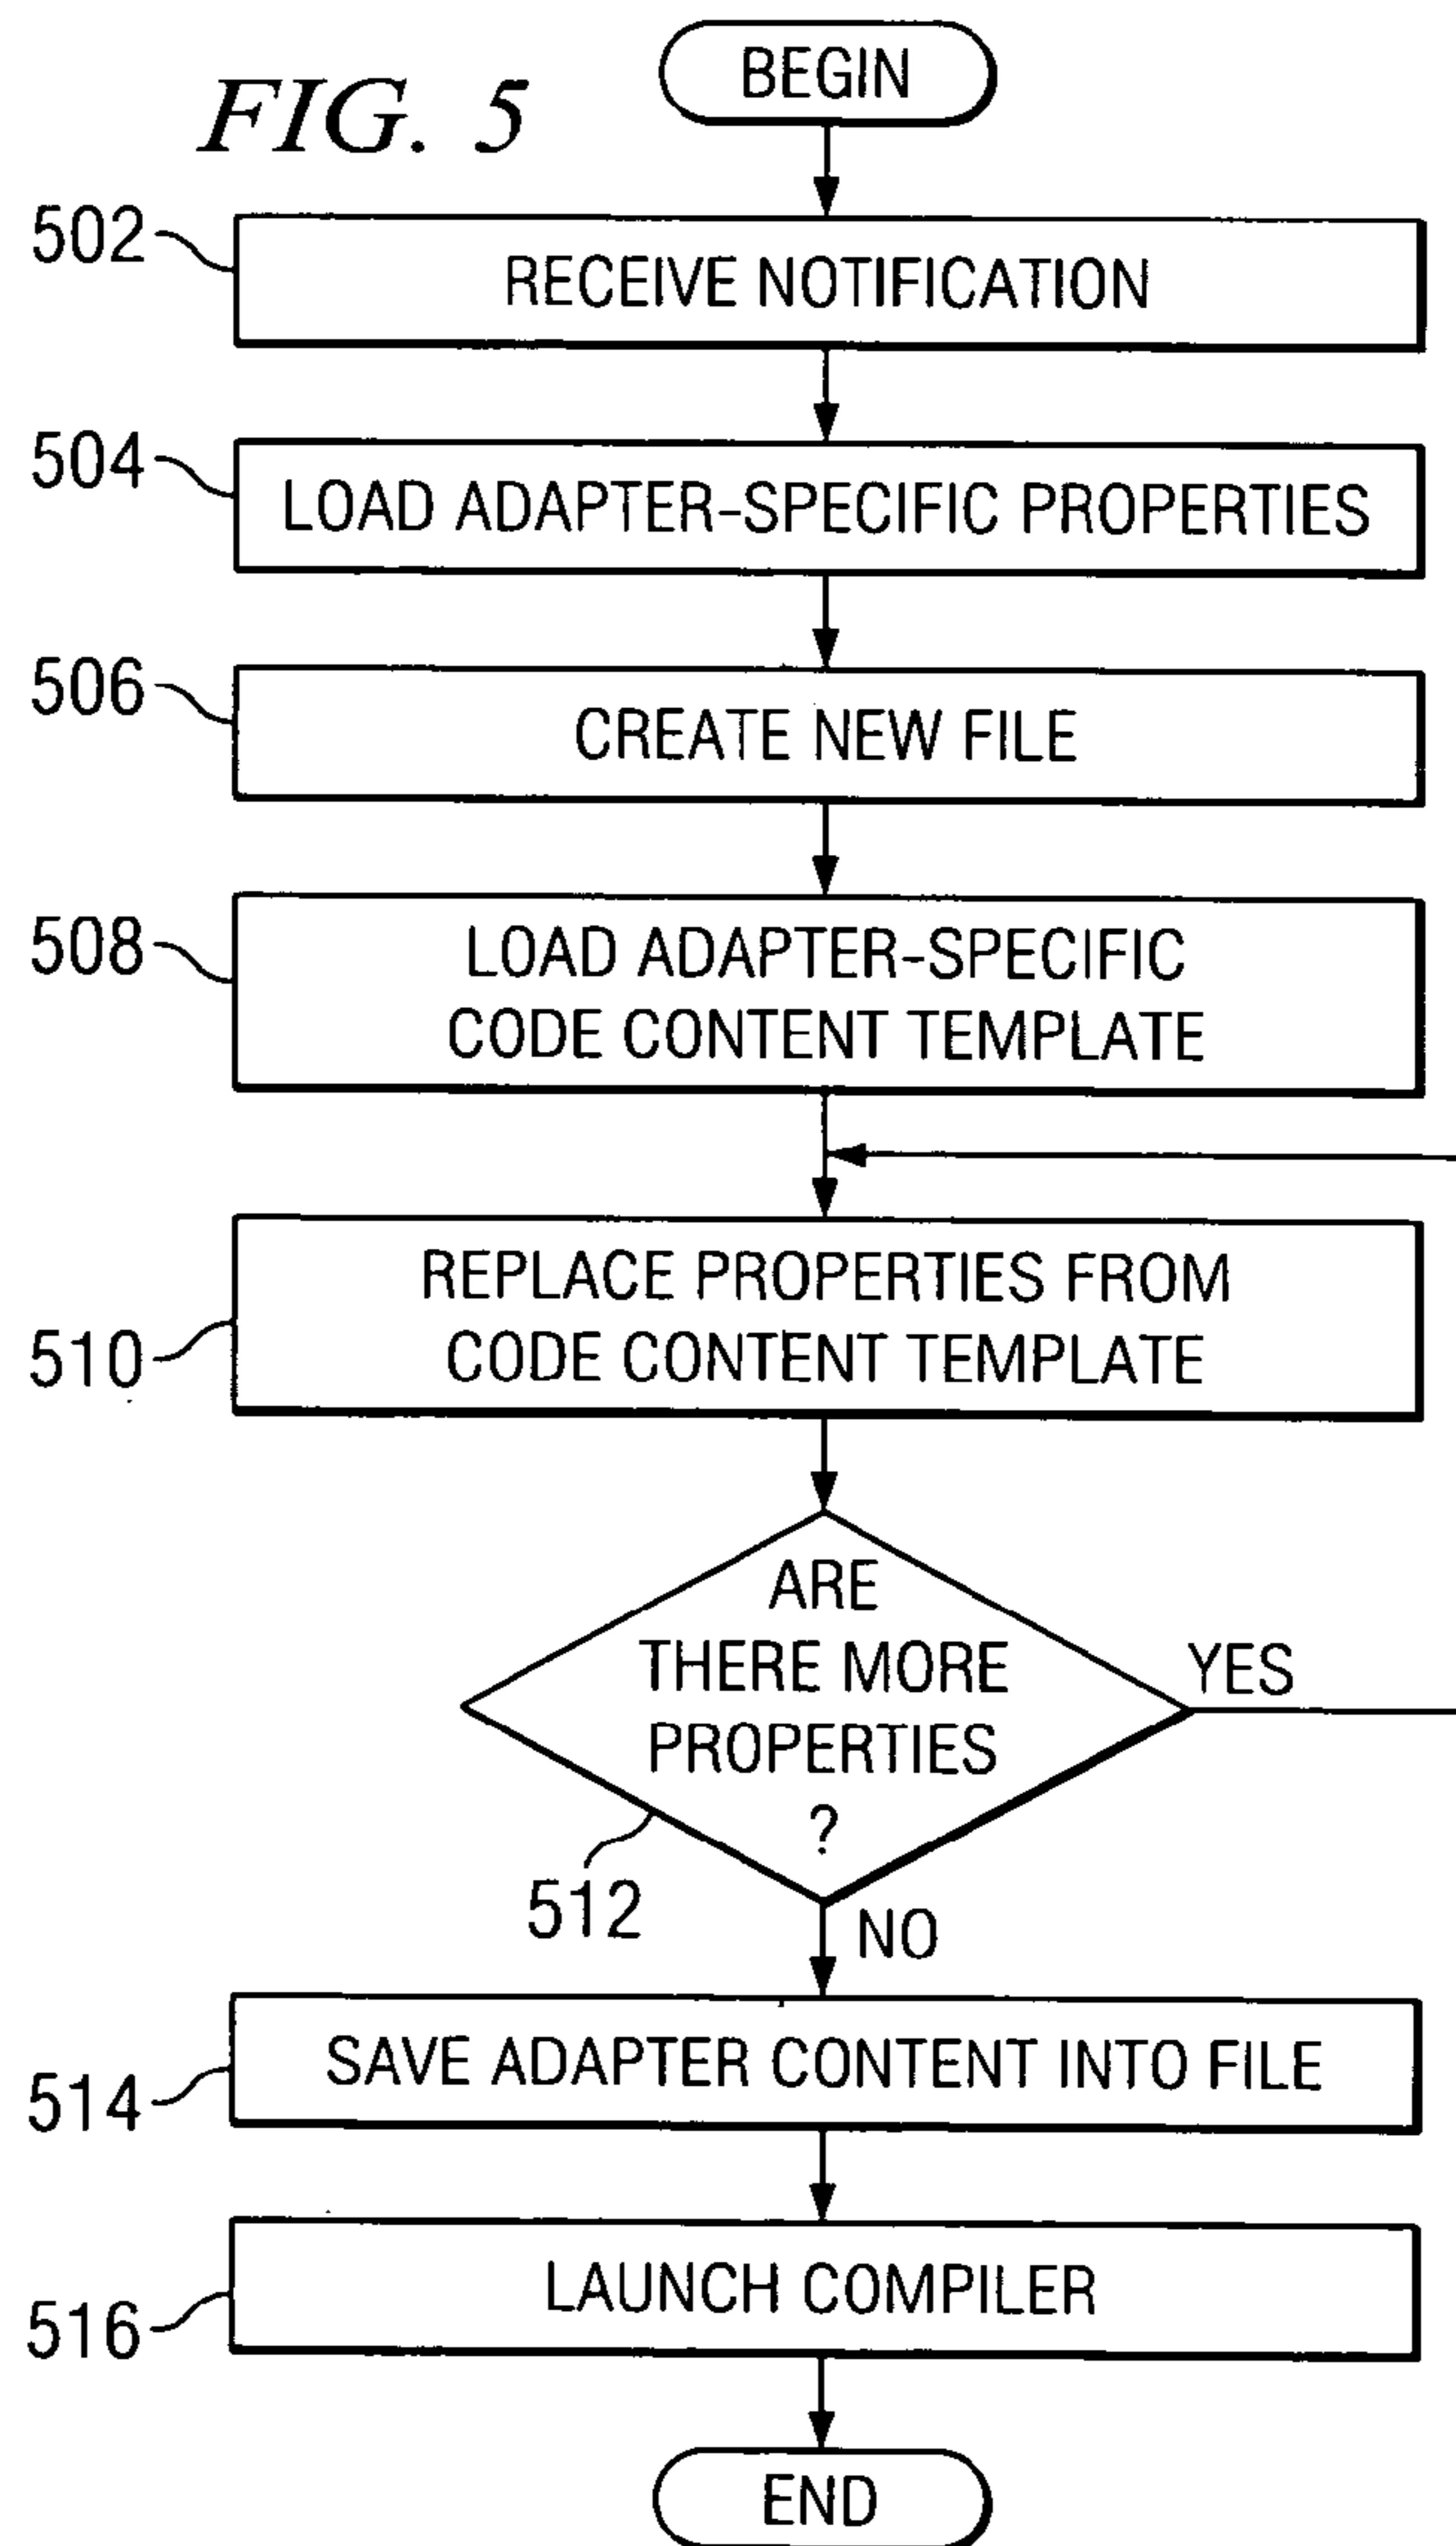 FIG. 5
BEGIN
502
RECEIVE NOTIFICATION
504
LOAD ADAPTER-SPECIFIC PROPERTIES
506
CREATE NEW FILE
508
LOAD ADAPTER-SPECIFIC
CODE CONTENT TEMPLATE
510
REPLACE PROPERTIES FROM
CODE CONTENT TEMPLATE
ARE
THERE MORE
PROPERTIES
?
YES
512
NO
514
SAVE ADAPTER CONTENT INTO FILE
516
LAUNCH COMPILER
END